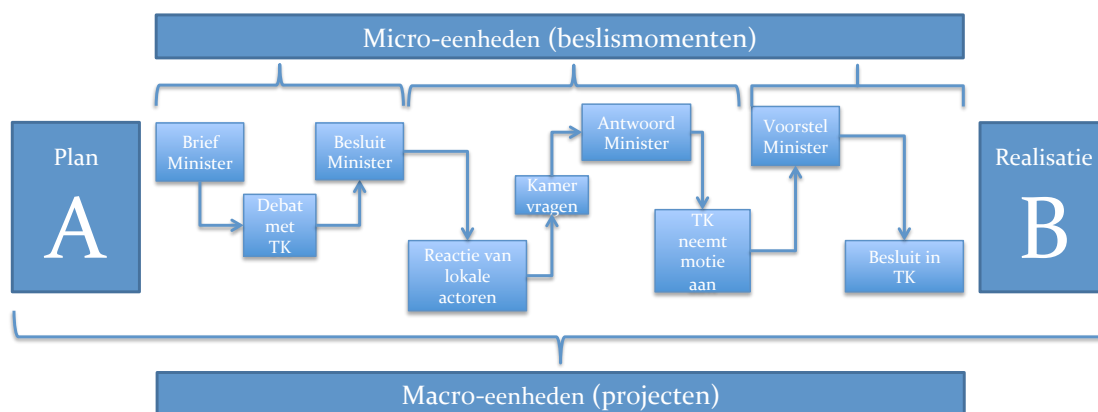 Micro-eenheden (beslismomenten)
Plan
A
Brief
Minister
Debat
met
TK
Besluit
Minister
Reactie van
lokale
actoren
Kamer
vragen
Antwoord
Minister
TK
neemt
motie
aan
Voorstel
Minister
Besluit in
TK
Realisatie
B
Macro-eenheden (projecten)